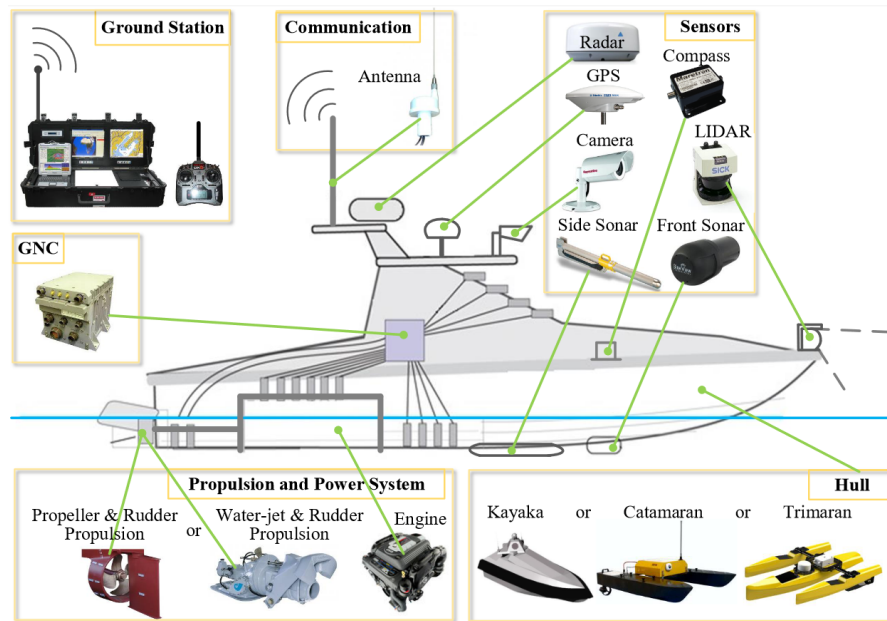 Ground Station
Communication
Antenna
Sensors
Radar
Compass
GPS
Camera
LIDAR
SICK
Side Sonar
Front Sonar
GNC
Propulsion and Power System
Propeller & Rudder
Propulsion
or
Water-jet & Rudder
Propulsion
Engine
Hull
Kayaka or Catamaran or Trimaran